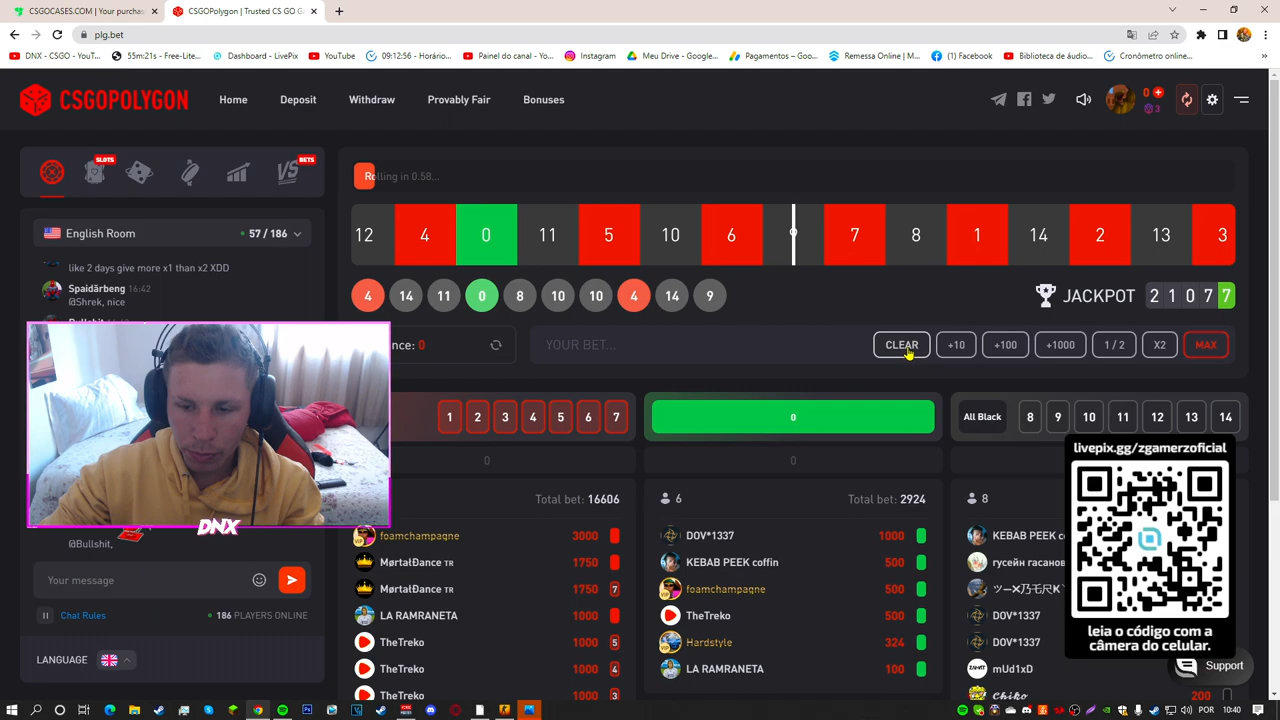 CSGOCASES.COM | Your purchas
CSGOPolygon | Trusted CS GO G
plg.bet
DNX - CSGO - YouT...
55m:21s - Free-Lite...
Dashboard - LivePix
YouTube
09:12:56 - Horário...
Painel do canal - Yo...
Instagram
Meu Drive - Google...
Pagamentos – Goo...
Remessa Online | M...
(1) Facebook
Biblioteca de áudio...
Cronômetro online...
CSGOPOLYGON
Home
Deposit
Withdraw
Provably Fair
Bonuses
0
3
SLOTS
BETS
Rolling in 0.58...
English Room
57 / 186
12 4 0 11 5 10 6 9 7 8 1 14 2 13 3
like 2 days give more x1 than x2 XDD
Spaidārbeng 16:42
@Shrek, nice
4 14 11 0 8 10 10 4 14 9
JACKPOT 2 1 0 7 7
nce: 0
YOUR BET...
CLEAR
+10
+100
+1000
1 / 2
X2
MAX
1 2 3 4 5 6 7
0
All Black
8 9 10 11 12 13 14
0
0
Total bet: 16606
6
Total bet: 2924
8
foamchampagne 3000
MørtalÐance TR 1750
MørtalÐance TR 1750 7
LA RAMRANETA 1000
TheTreko 1000 5
TheTreko 1000 4
TheTreko 1000 3
DOV*1337 1000
KEBAB PEEK coffin 500
foamchampagne 500
TheTreko 500
Hardstyle 324
LA RAMRANETA 100
KEBAB PEEK co
русейн гасанов
DOV*1337
DOV*1337
mUd1xD
200
livepix.gg/zgamerzoficial
leia o código com a
câmera do celular.
Support
DNX
@Bullshit,
Your message
Chat Rules
186 PLAYERS ONLINE
LANGUAGE
POR
10:40